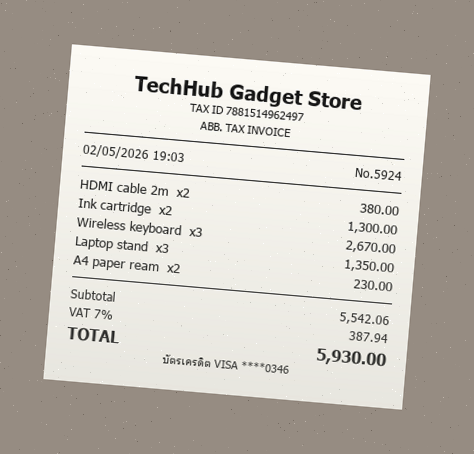 TechHub Gadget Store
TAX ID 7881514962497
ABB. TAX INVOICE
02/05/2026 19:03 No.5924
HDMI cable 2m x2 380.00
Ink cartridge x2 1,300.00
Wireless keyboard x3 2,670.00
Laptop stand x3 1,350.00
A4 paper ream x2 230.00
Subtotal 5,542.06
VAT 7% 387.94
TOTAL 5,930.00
บัตรเครดิต VISA ****0346